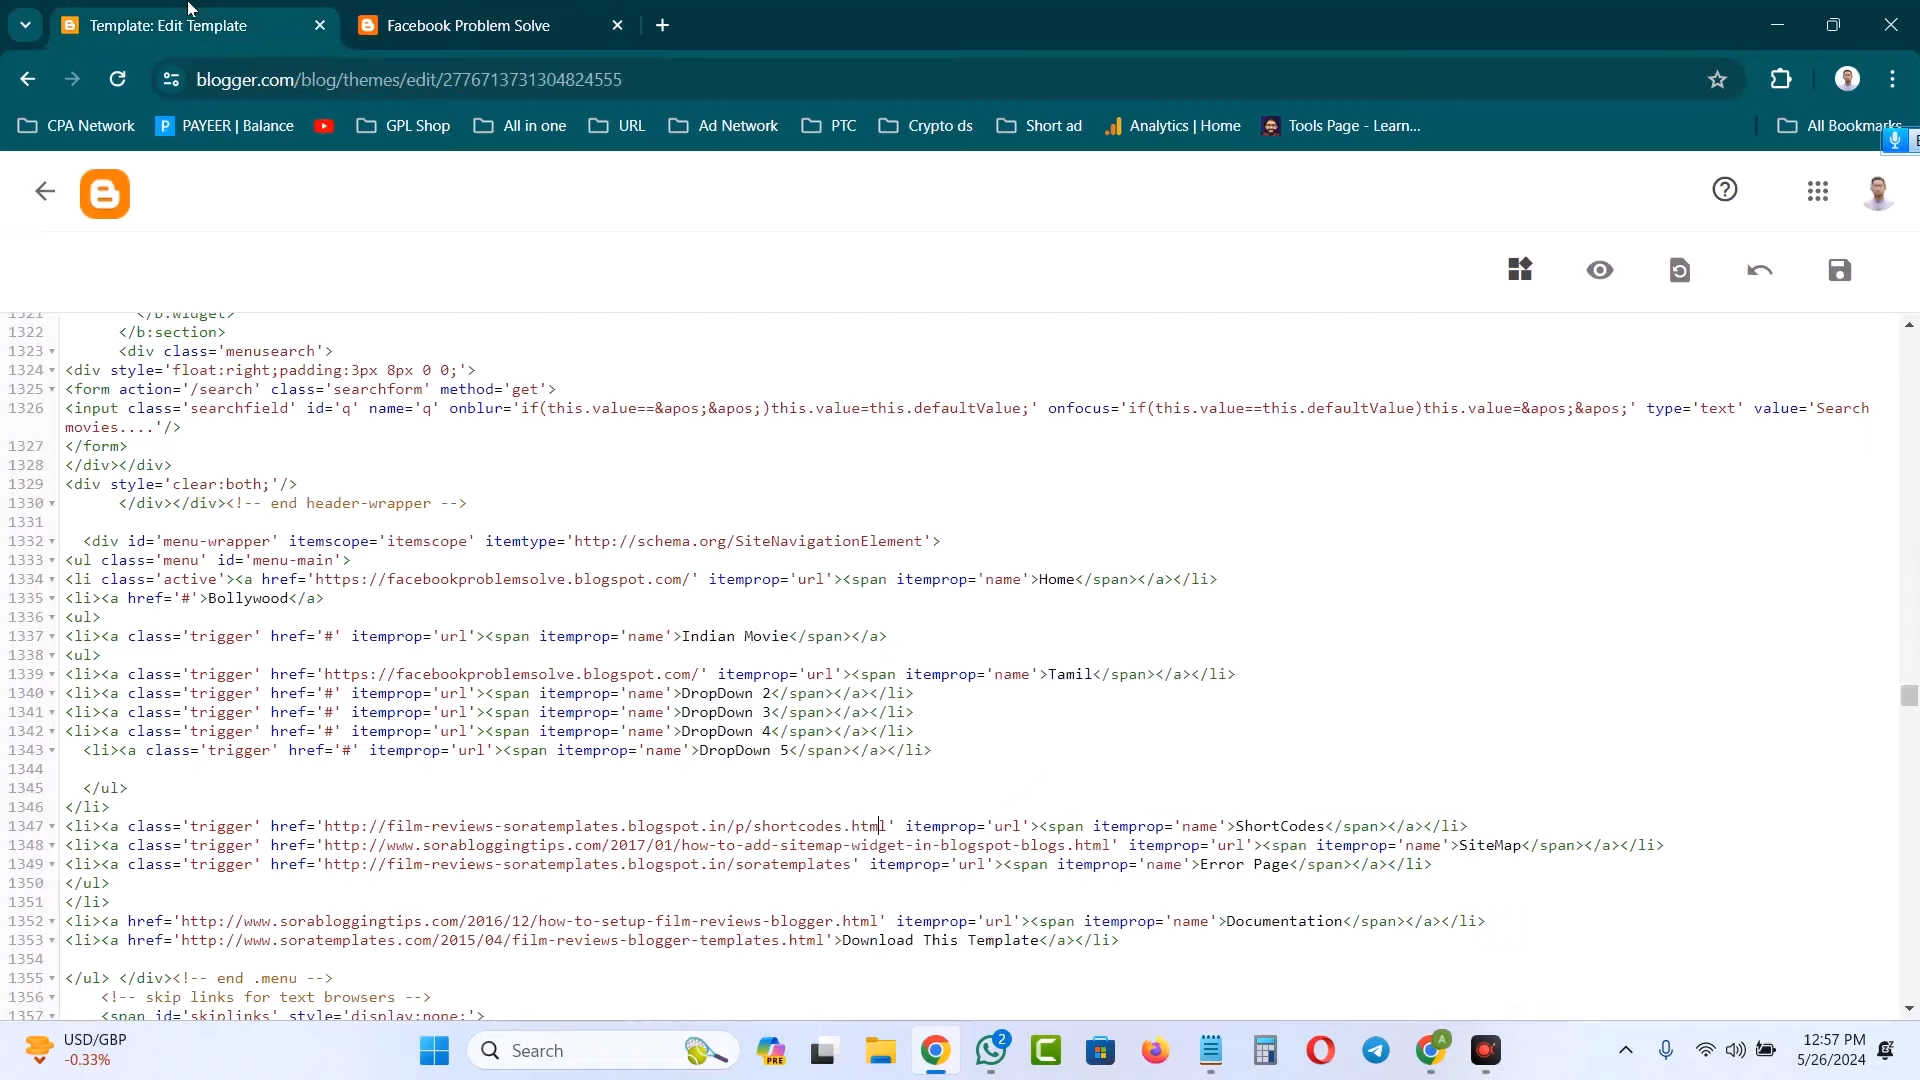 Template: Edit Template
Facebook Problem Solve
blogger.com/blog/themes/edit/2776713731304824555
CPA Network
P
PAYEER | Balance
GPL Shop
All in one
URL
Ad Network
PTC
Crypto ds
Short ad
Analytics | Home
Tools Page - Learn...
All Bookmarks
1321 </b:widget>
1322 </b:section>
1323 <div class='menusearch'>
1324 <div style='float:right;padding:3px 8px 0 0;'>
1325 <form action='/search' class='searchform' method='get'>
1326 <input class='searchfield' id='q' name='q' onblur='if(this.value==&apos;&apos;)this.value=this.defaultValue;' onfocus='if(this.value==this.defaultValue)this.value=&apos;&apos;' type='text' value='Search
movies....'/>
1327 </form>
1328 </div></div>
1329 <div style='clear:both;'/>
1330 </div></div><!-- end header-wrapper -->
1331
1332 <div id='menu-wrapper' itemscope='itemscope' itemtype='http://schema.org/SiteNavigationElement'>
1333 <ul class='menu' id='menu-main'>
1334 <li class='active'><a href='https://facebookproblemsolve.blogspot.com/' itemprop='url'><span itemprop='name'>Home</span></a></li>
1335 <li><a href='#'>Bollywood</a>
1336 <ul>
1337 <li><a class='trigger' href='#' itemprop='url'><span itemprop='name'>Indian Movie</span></a>
1338 <ul>
1339 <li><a class='trigger' href='https://facebookproblemsolve.blogspot.com/' itemprop='url'><span itemprop='name'>Tamil</span></a></li>
1340 <li><a class='trigger' href='#' itemprop='url'><span itemprop='name'>DropDown 2</span></a></li>
1341 <li><a class='trigger' href='#' itemprop='url'><span itemprop='name'>DropDown 3</span></a></li>
1342 <li><a class='trigger' href='#' itemprop='url'><span itemprop='name'>DropDown 4</span></a></li>
1343 <li><a class='trigger' href='#' itemprop='url'><span itemprop='name'>DropDown 5</span></a></li>
1344
1345 </ul>
1346 </li>
1347 <li><a class='trigger' href='http://film-reviews-soratemplates.blogspot.in/p/shortcodes.html' itemprop='url'><span itemprop='name'>ShortCodes</span></a></li>
1348 <li><a class='trigger' href='http://www.sorabloggingtips.com/2017/01/how-to-add-sitemap-widget-in-blogspot-blogs.html' itemprop='url'><span itemprop='name'>SiteMap</span></a></li>
1349 <li><a class='trigger' href='http://film-reviews-soratemplates.blogspot.in/soratemplates' itemprop='url'><span itemprop='name'>Error Page</span></a></li>
1350 </ul>
1351 </li>
1352 <li><a href='http://www.sorabloggingtips.com/2016/12/how-to-setup-film-reviews-blogger.html' itemprop='url'><span itemprop='name'>Documentation</span></a></li>
1353 <li><a href='http://www.soratemplates.com/2015/04/film-reviews-blogger-templates.html'>Download This Template</a></li>
1354
1355 </ul> </div><!-- end .menu -->
1356 <!-- skip links for text browsers -->
1357 <span id='skiplinks' style='display:none;'>
USD/GBP
-0.33%
Search
PRE
2
A
12:57 PM
5/26/2024